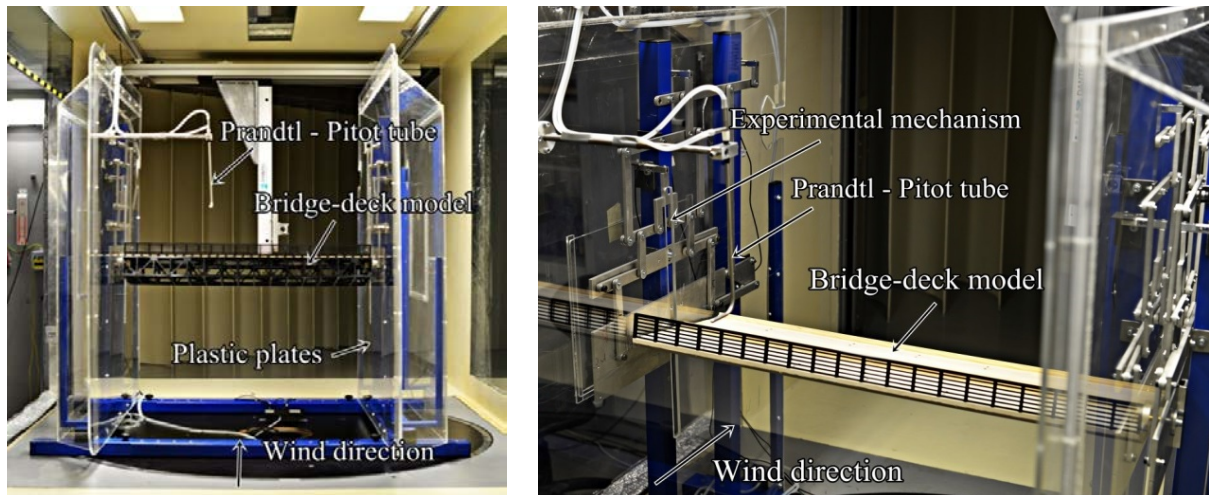 Prandtl - Pitot tube
Bridge-deck model
Plastic plates
Wind direction
Experimental mechanism
Prandtl - Pitot tube
Bridge-deck model
Wind direction